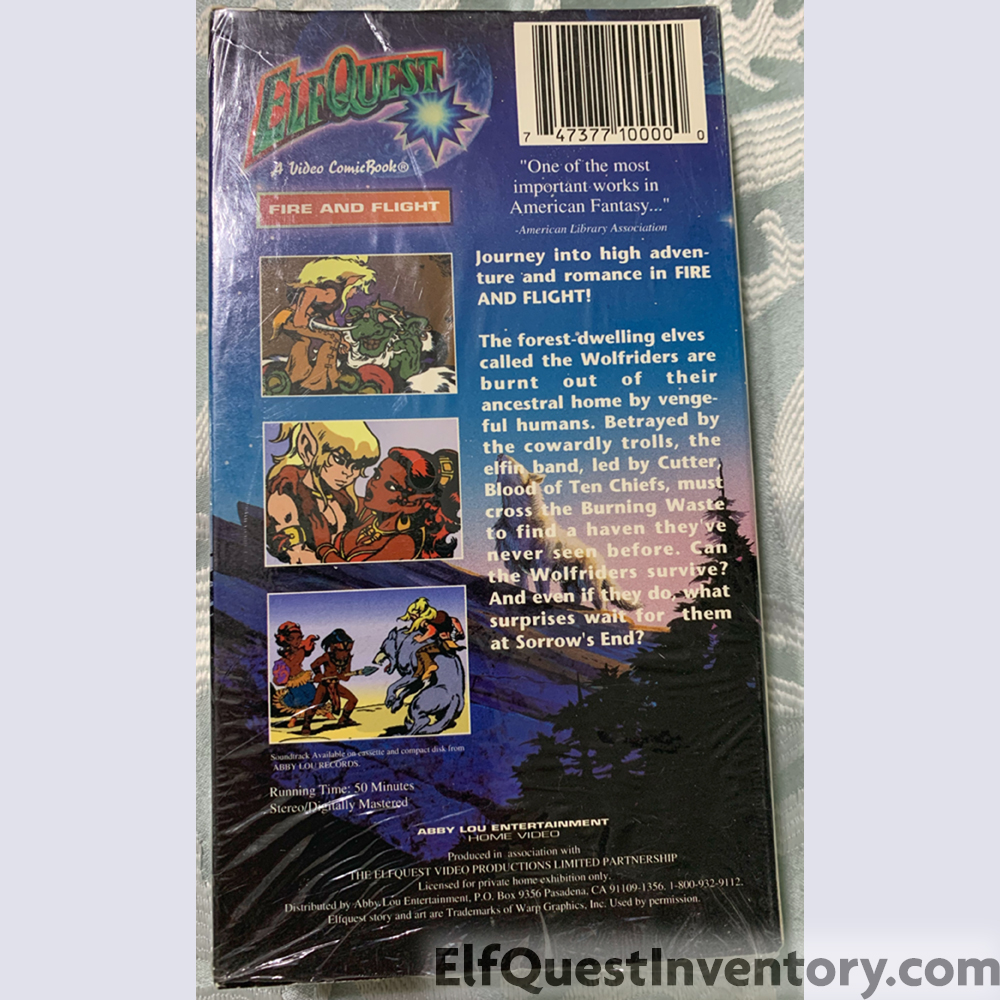 ELFQUEST
A Video ComicBook®
FIRE AND FLIGHT
7 47377 10000 0
"One of the most
important works in
American Fantasy..."
-American Library Association
Journey into high adven-
ture and romance in FIRE
AND FLIGHT!
The forest-dwelling elves
called the Wolfriders are
burnt out of their
ancestral home by venge-
ful humans. Betrayed by
the cowardly trolls, the
elfin band, led by Cutter,
Blood of Ten Chiefs, must
cross the Burning Waste
to find a haven they've
never seen before. Can
the Wolfriders survive?
And even if they do, what
surprises wait for them
at Sorrow's End?
Soundtrack Available on cassette and compact disk from
ABBY LOU RECORDS.
Running Time: 50 Minutes
Stereo/Digitally Mastered
ABBY LOU ENTERTAINMENT
HOME VIDEO
Produced in association with
THE ELFQUEST VIDEO PRODUCTIONS LIMITED PARTNERSHIP
Licensed for private home exhibition only.
Distributed by Abby Lou Entertainment, P.O. Box 9356 Pasadena, CA 91109-1356. 1-800-932-9112.
Elfquest story and art are Trademarks of Warp Graphics, Inc. Used by permission.
ElfQuestInventory.com